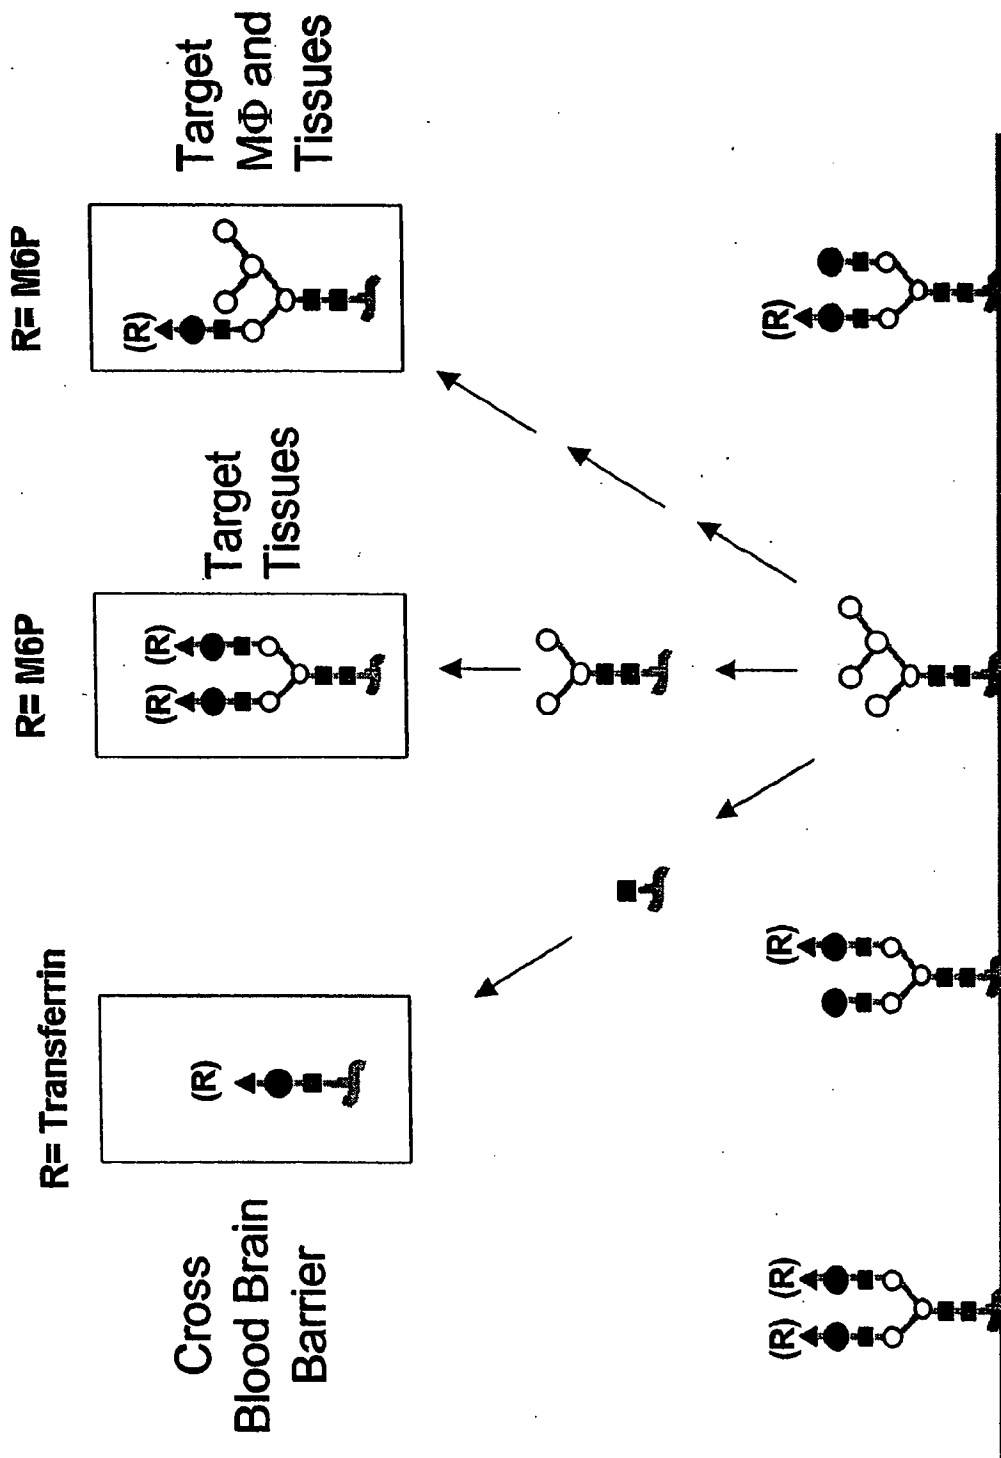 R= Transferrin
R= M6P
R= M6P
Cross
Blood Brain
Barrier
(R)
(R)
(R)
Target
Tissues
(R)
Target
MΦ and
Tissues
(R)
(R)
(R)
(R)